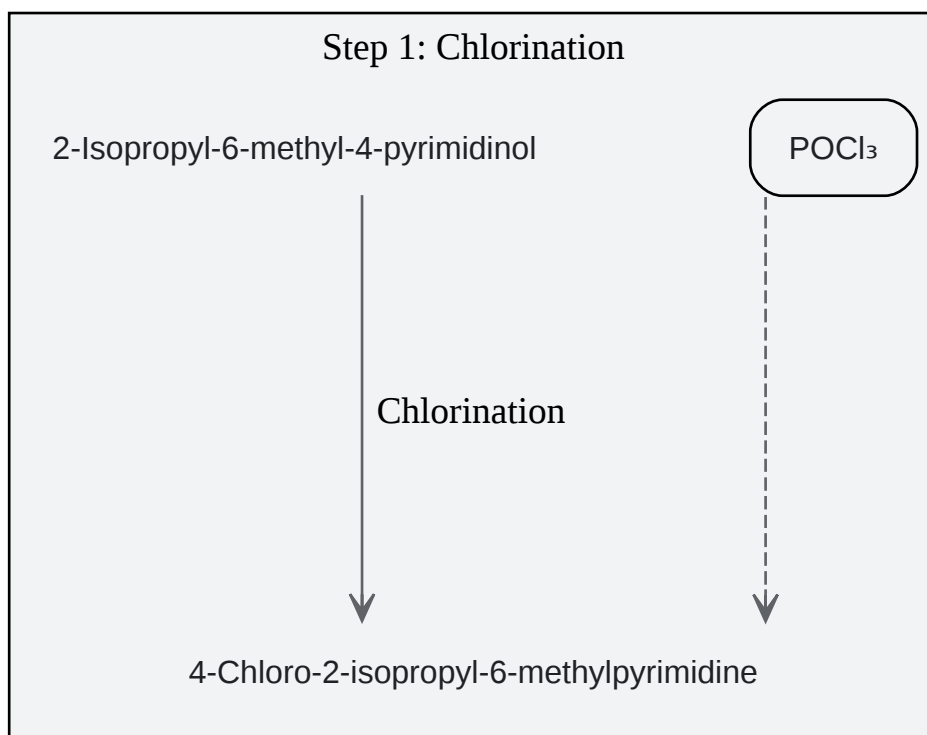 Step 1: Chlorination
2-Isopropyl-6-methyl-4-pyrimidinol
POCl₃
Chlorination
4-Chloro-2-isopropyl-6-methylpyrimidine